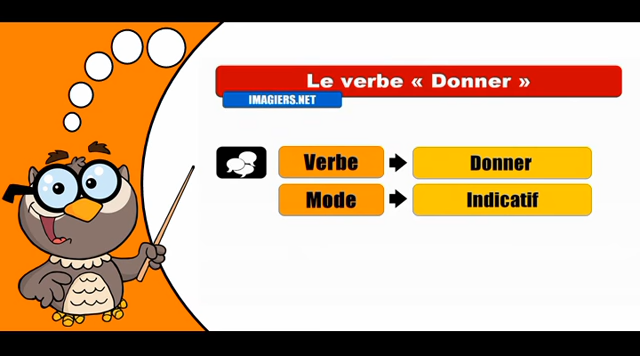 Le verbe « Donner »
IMAGIERS.NET
Verbe Donner
Mode Indicatif